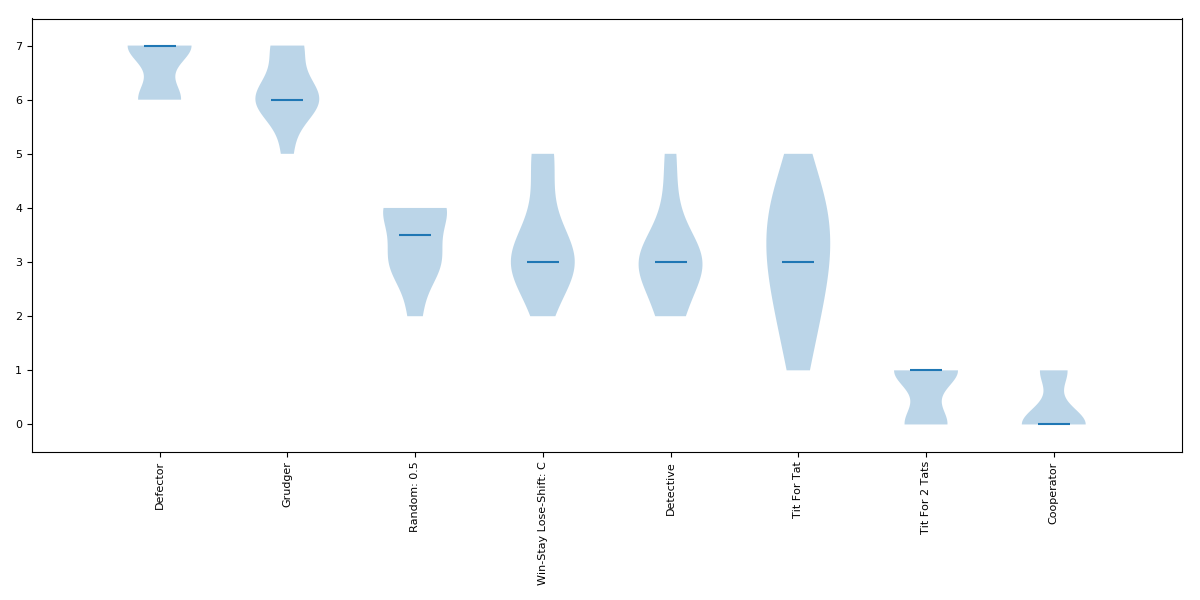 7
6
5
4
3
2
1
0
Defector
Grudger
Random: 0.5
Win-Stay Lose-Shift: C
Detective
Tit For Tat
Tit For 2 Tats
Cooperator